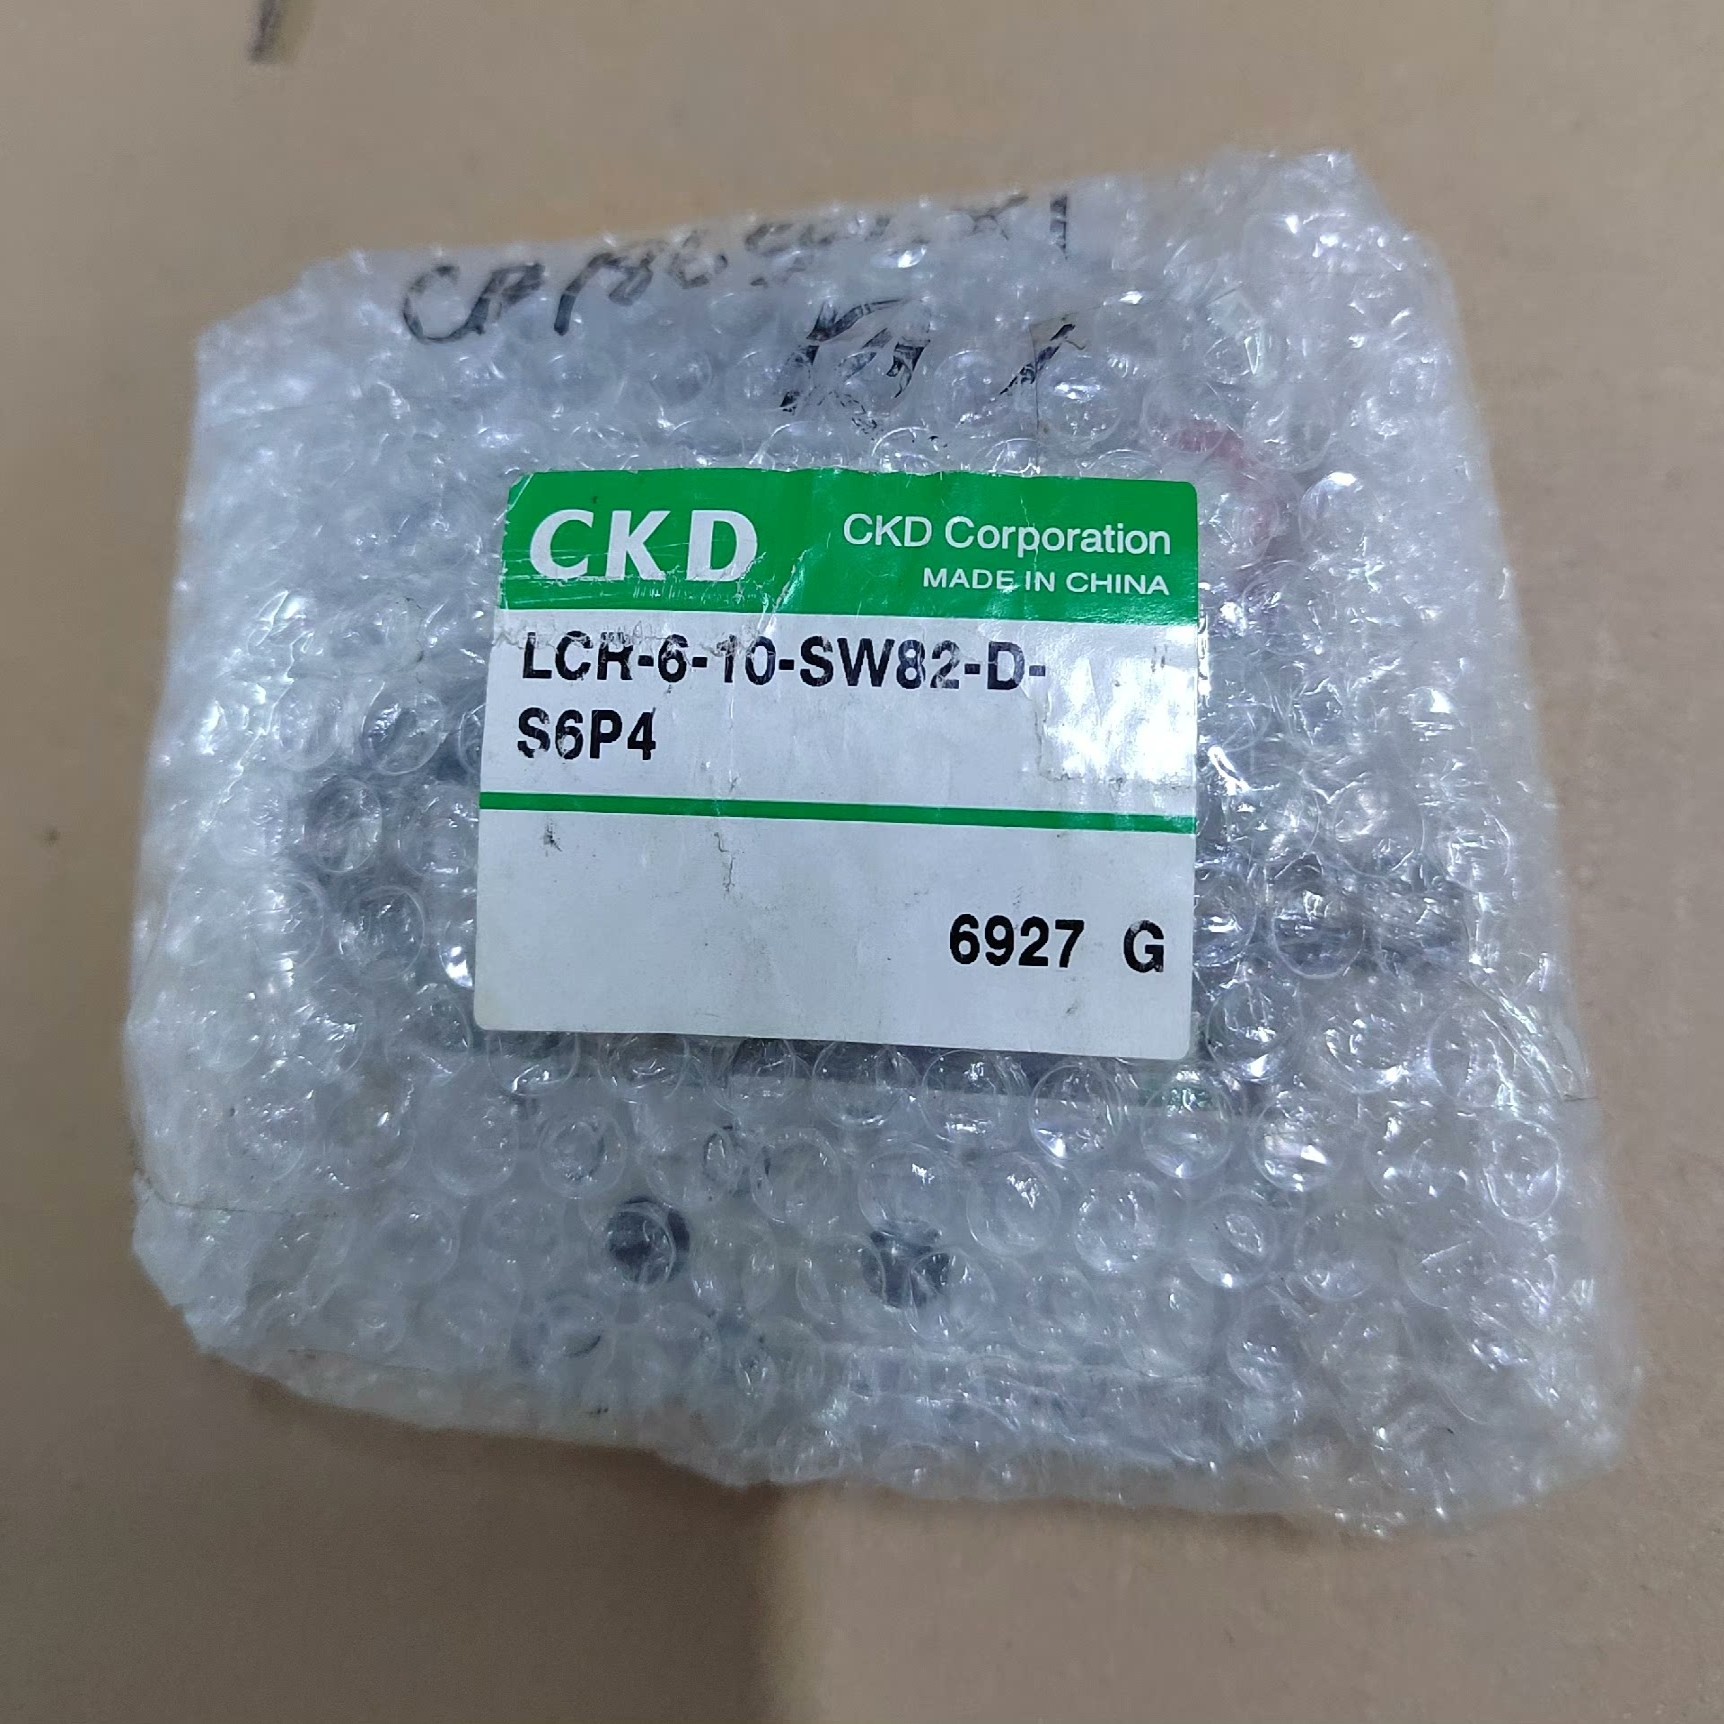 CKD
CKD Corporation
MADE IN CHINA
LCR-6-10-SW82-D-
S6P4
6927 G